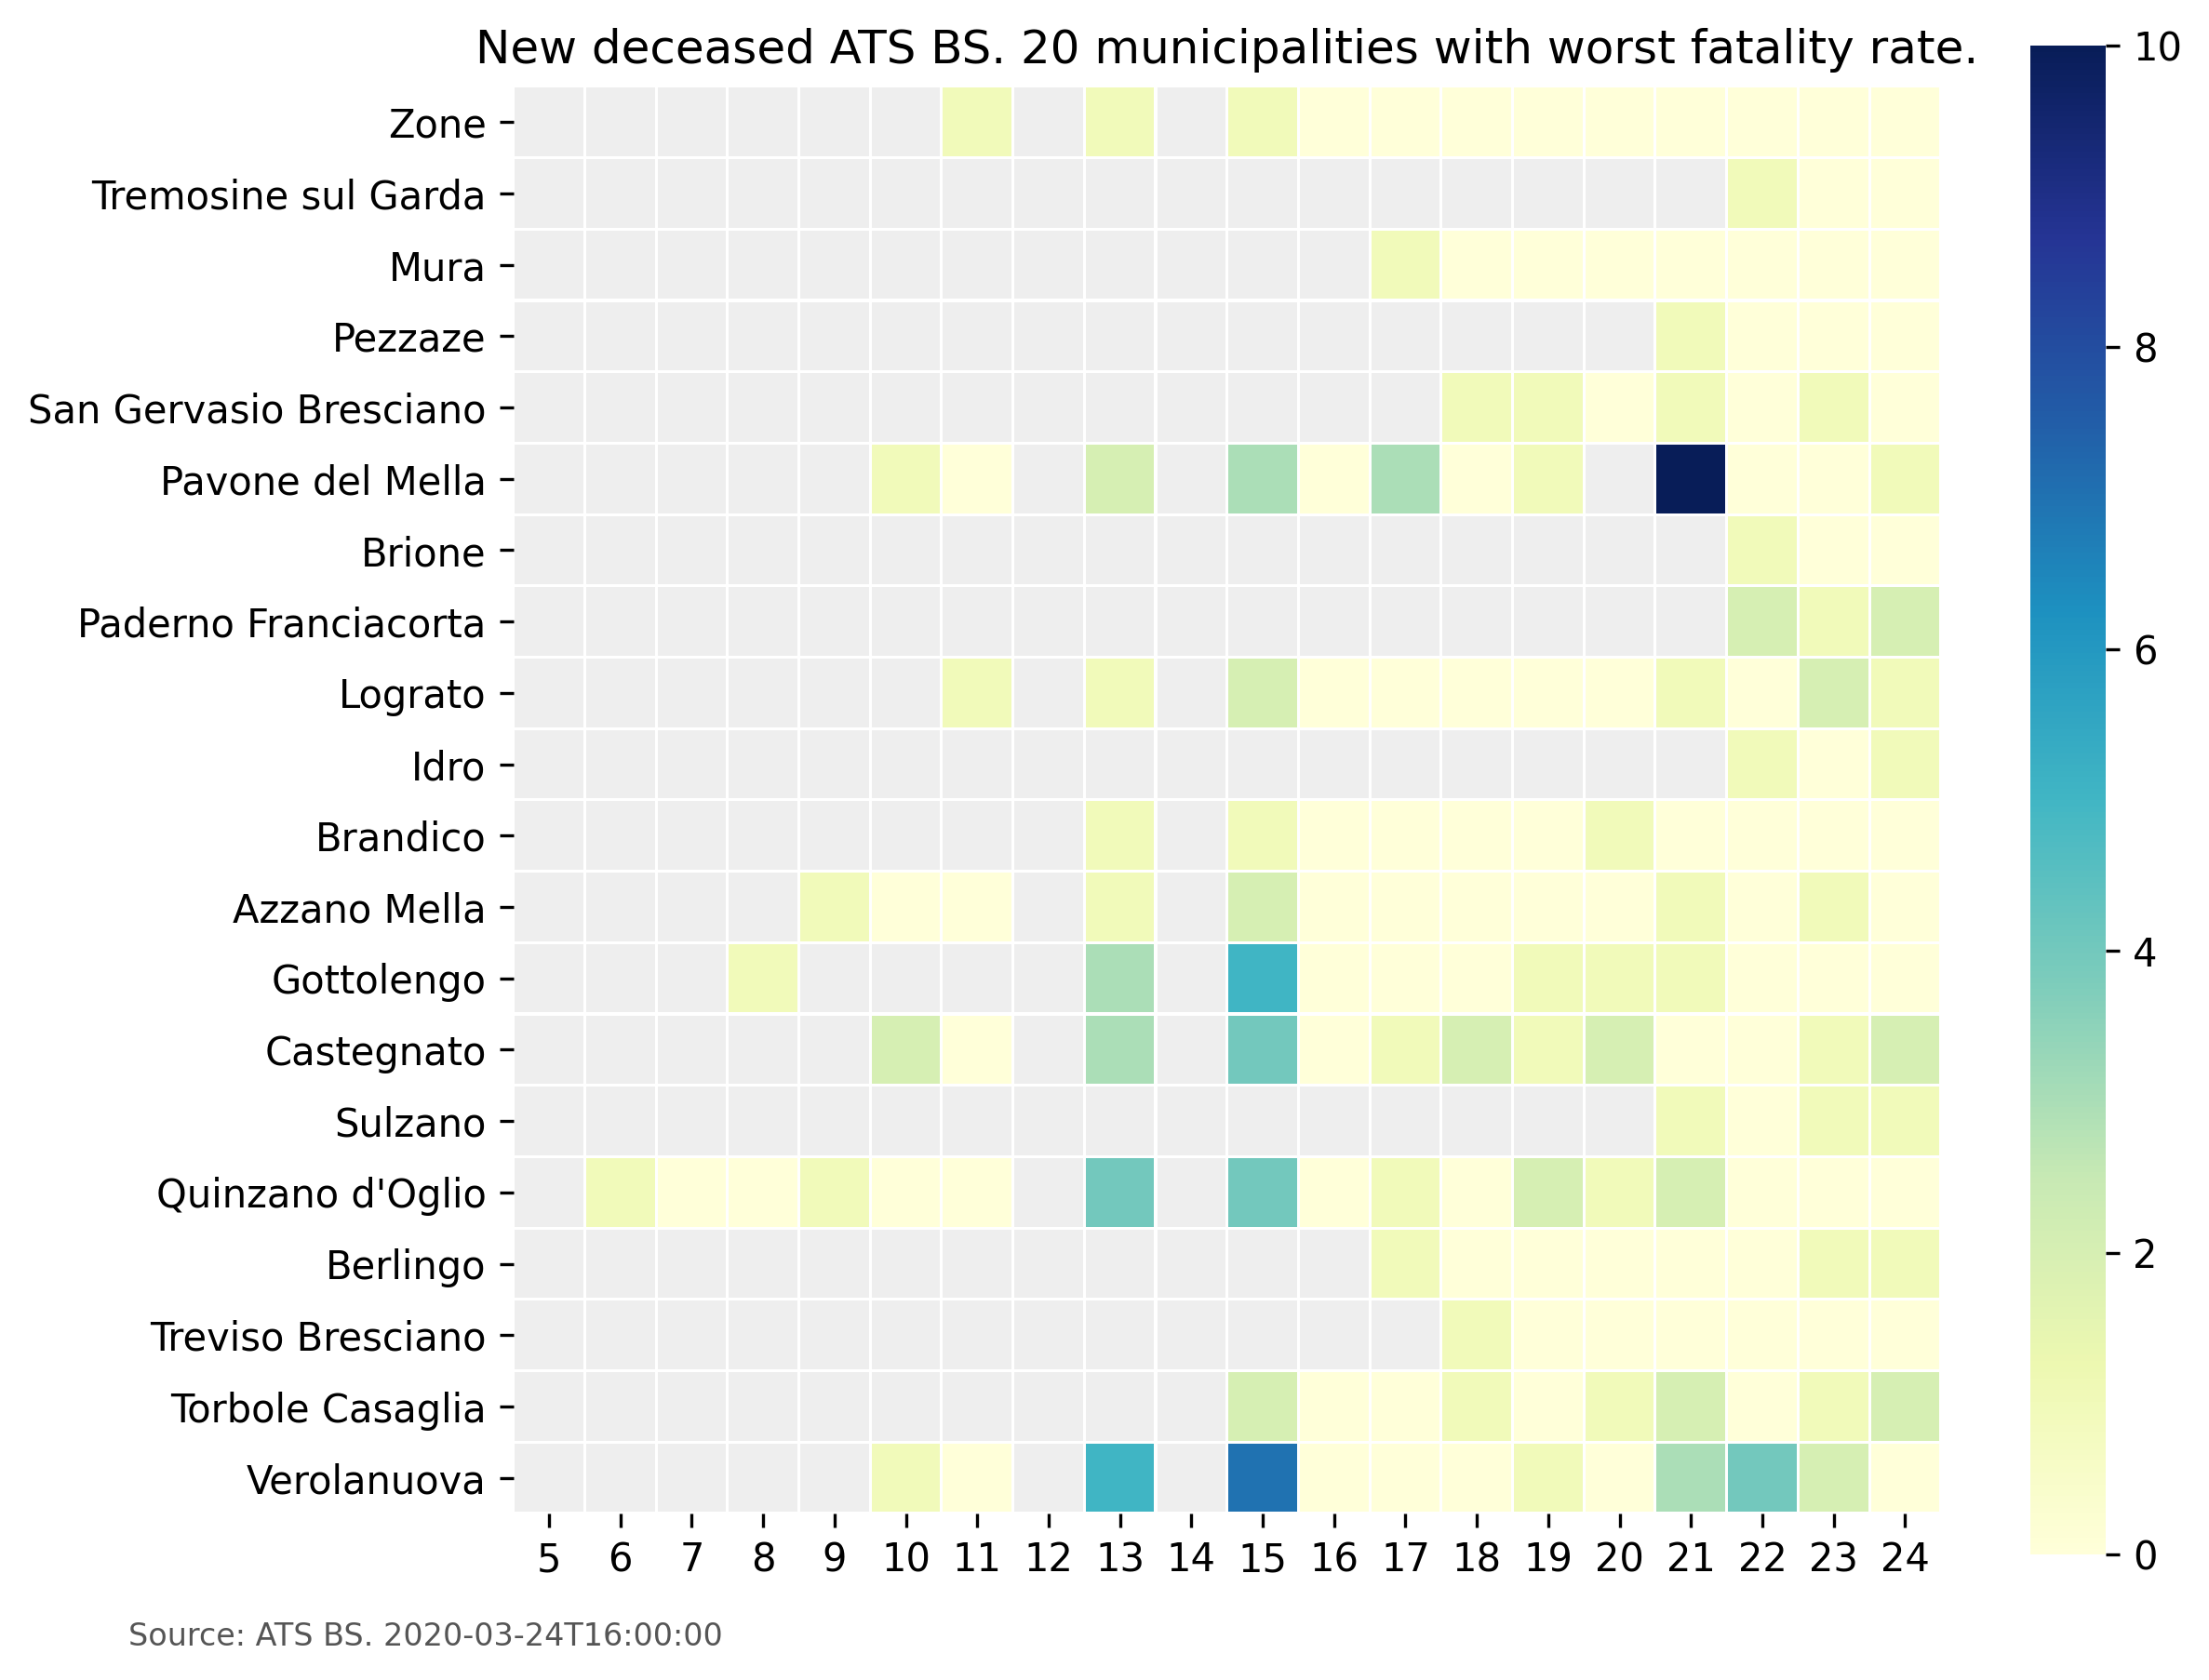 New deceased ATS BS. 20 municipalities with worst fatality rate.
Zone
Tremosine sul Garda
Mura
Pezzaze
San Gervasio Bresciano
Pavone del Mella
Brione
Paderno Franciacorta
Lograto
Idro
Brandico
Azzano Mella
Gottolengo
Castegnato
Sulzano
Quinzano d'Oglio
Berlingo
Treviso Bresciano
Torbole Casaglia
Verolanuova
5 6 7 8 9 10 11 12 13 14 15 16 17 18 19 20 21 22 23 24
10
8
6
4
2
0
Source: ATS BS. 2020-03-24T16:00:00